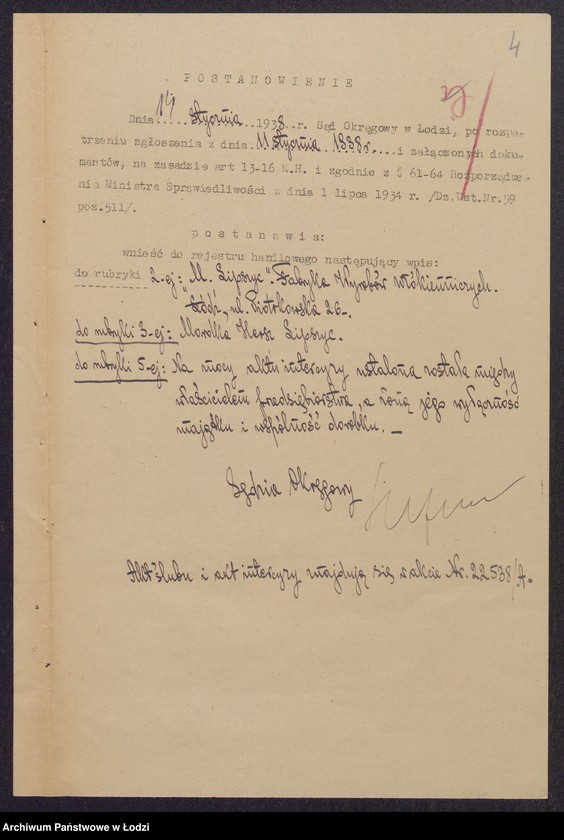 4
POSTANOWIENIE
Dnia 14 stycznia 1938 r. Sąd Okręgowy w Łodzi, po rozpa-
trzeniu zgłoszenia z dnia 11 stycznia 1938 r. i załączonych doku-
mentów, na zasadzie art 13-16 K.H. i zgodnie z § 61-64 Rozporządze-
nia Ministra Sprawiedliwości z dnia 1 lipca 1934 r. /Dz.Ust.Nr.59
poz.511/.
postanawia:
wnieść do rejestru handlowego następujący wpis:
do rubryki 2-ej: "M. Lipszyc". Fabryka Wyrobów Włókienniczych.
Łódź, ul. Piotrkowska 26.-
do rubryki 3-ej: Mordka Hersz Lipszyc.
do rubryki 5-ej: Na mocy aktu intercyzy ustalona została między
właścicielem przedsiębiorstwa, a żoną jego wyłączność
majątku i wspólność dorobku. -
Sędzia Okręgowy
Akt ślubu i akt intercyzy znajdują się w akcie Nr. 22538/A.
Archiwum Państwowe w Łodzi